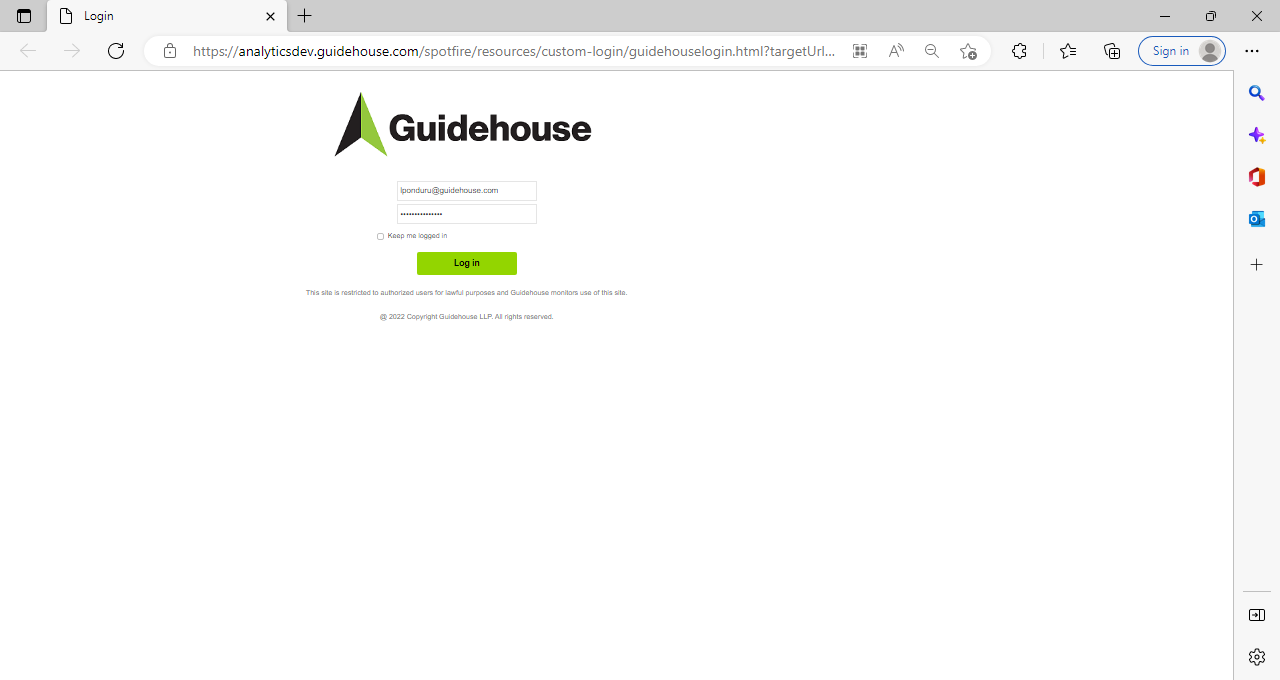 Login
https://analyticsdev.guidehouse.com/spotfire/resources/custom-login/guidehouselogin.html?targetUrl...
Sign in
Guidehouse
lponduru@guidehouse.com
•••••••••••••••
Keep me logged in
Log in
This site is restricted to authorized users for lawful purposes and Guidehouse monitors use of this site.
@ 2022 Copyright Guidehouse LLP. All rights reserved.